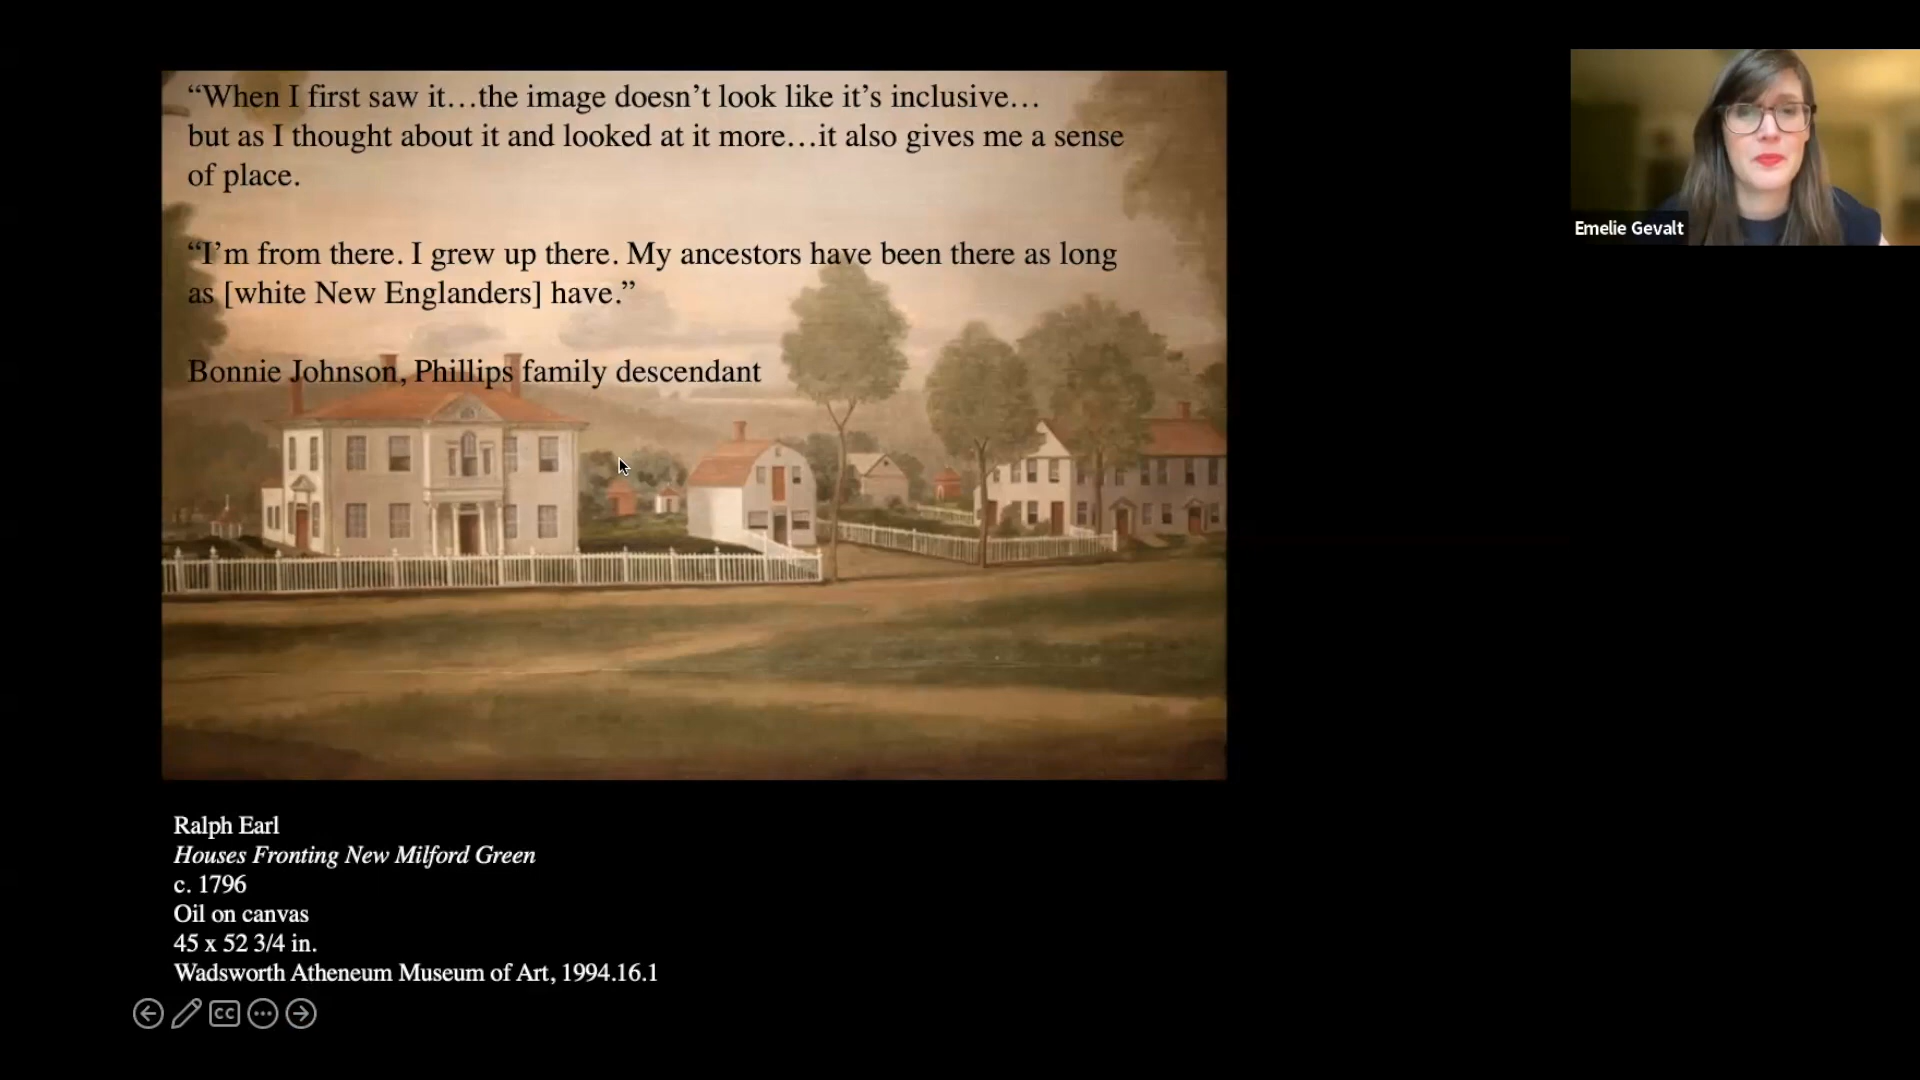 “When I first saw it…the image doesn’t look like it’s inclusive…
but as I thought about it and looked at it more…it also gives me a sense
of place.
“I’m from there. I grew up there. My ancestors have been there as long
as [white New Englanders] have.”
Bonnie Johnson, Phillips family descendant
Emelie Gevalt
Ralph Earl
Houses Fronting New Milford Green
c. 1796
Oil on canvas
45 x 52 3/4 in.
Wadsworth Atheneum Museum of Art, 1994.16.1
CC